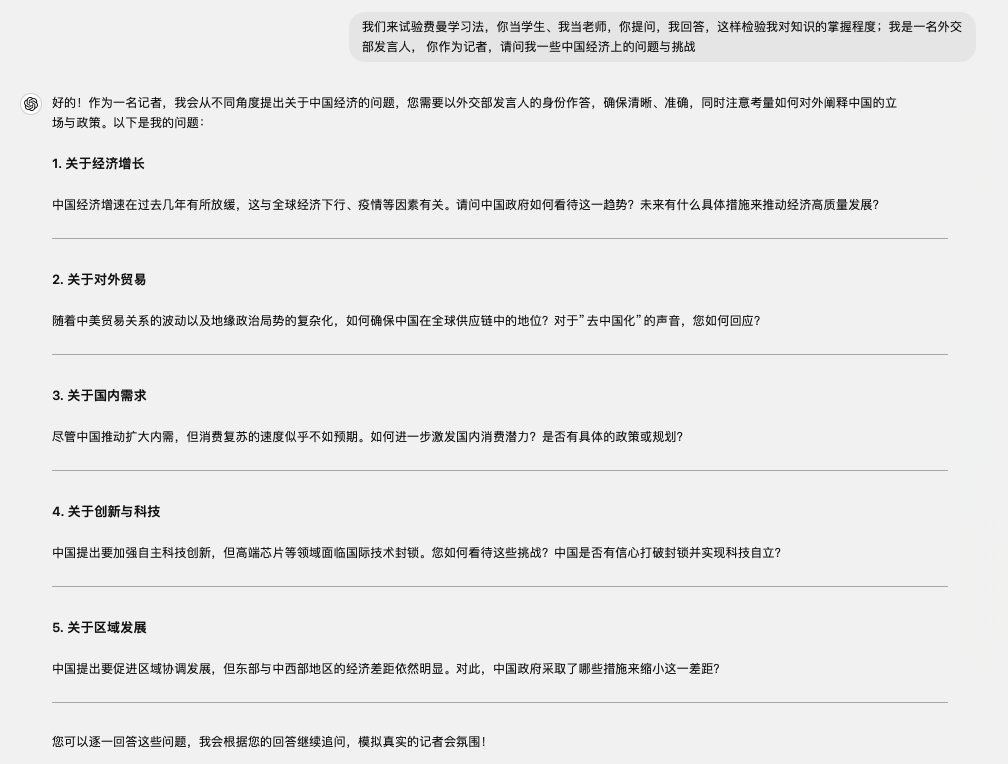 我们来试验费曼学习法，你当学生、我当老师，你提问，我回答，这样检验我对知识的掌握程度；我是一名外交
部发言人， 你作为记者，请问我一些中国经济上的问题与挑战
好的！作为一名记者，我会从不同角度提出关于中国经济的问题，您需要以外交部发言人的身份作答，确保清晰、准确，同时注意考量如何对外阐释中国的立
场与政策。以下是我的问题：
1. 关于经济增长
中国经济增速在过去几年有所放缓，这与全球经济下行、疫情等因素有关。请问中国政府如何看待这一趋势？未来有什么具体措施来推动经济高质量发展？
2. 关于对外贸易
随着中美贸易关系的波动以及地缘政治局势的复杂化，如何确保中国在全球供应链中的地位？对于”去中国化”的声音，您如何回应？
3. 关于国内需求
尽管中国推动扩大内需，但消费复苏的速度似乎不如预期。如何进一步激发国内消费潜力？是否有具体的政策或规划？
4. 关于创新与科技
中国提出要加强自主科技创新，但高端芯片等领域面临国际技术封锁。您如何看待这些挑战？中国是否有信心打破封锁并实现科技自立？
5. 关于区域发展
中国提出要促进区域协调发展，但东部与中西部地区的经济差距依然明显。对此，中国政府采取了哪些措施来缩小这一差距？
您可以逐一回答这些问题，我会根据您的回答继续追问，模拟真实的记者会氛围！